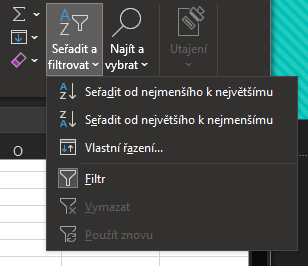 Seřadit a
filtrovat
Najít a
vybrat
Utajení
Seřadit od nejmenšího k největšímu
Seřadit od největšího k nejmenšímu
Vlastní řazení...
Filtr
Vymazat
Použít znovu
O